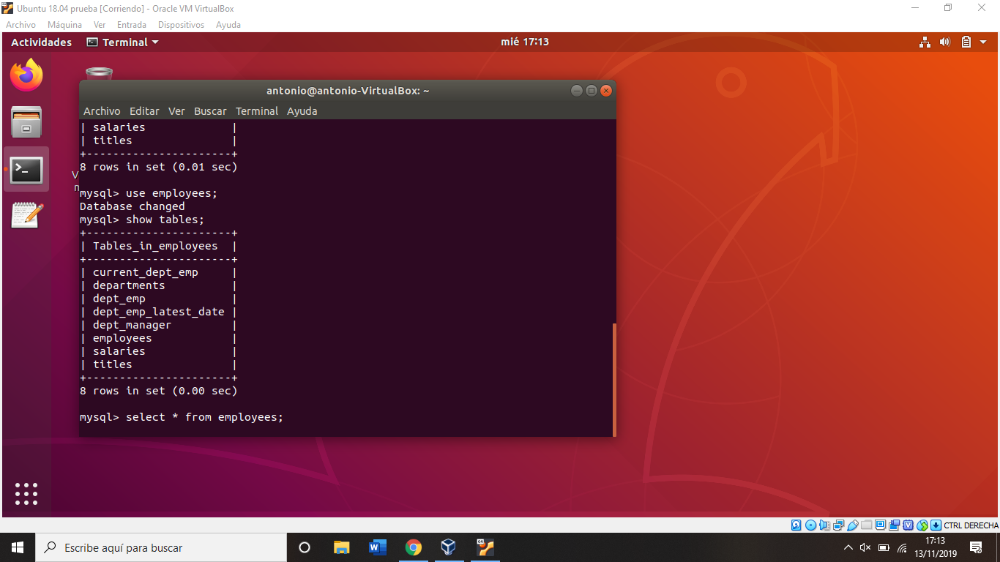 Ubuntu 18.04 prueba [Corriendo] - Oracle VM VirtualBox
Archivo Máquina Ver Entrada Dispositivos Ayuda
Actividades Terminal mié 17:13
antonio@antonio-VirtualBox: ~
Archivo Editar Ver Buscar Terminal Ayuda
| salaries |
| titles |
+----------------------+
8 rows in set (0.01 sec)
mysql> use employees;
Database changed
mysql> show tables;
+----------------------+
| Tables_in_employees |
+----------------------+
| current_dept_emp |
| departments |
| dept_emp |
| dept_emp_latest_date |
| dept_manager |
| employees |
| salaries |
| titles |
+----------------------+
8 rows in set (0.00 sec)
mysql> select * from employees;
CTRL DERECHA
Escribe aquí para buscar
17:13
13/11/2019